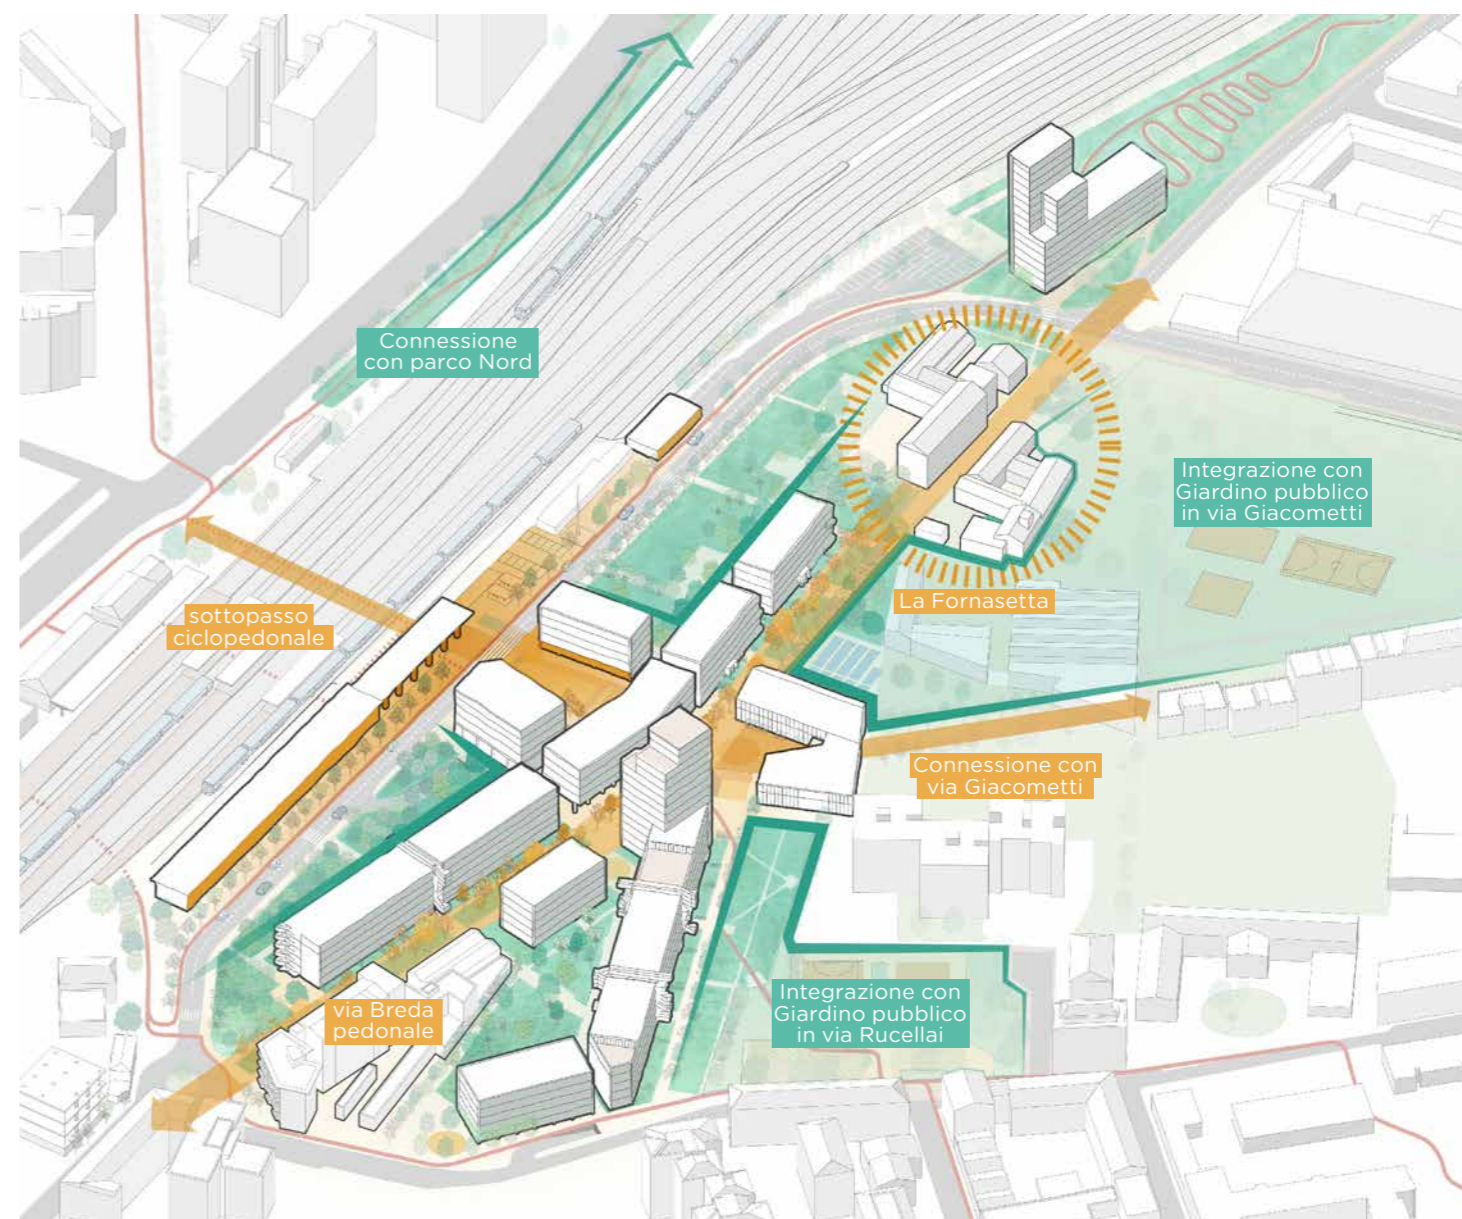 Connessione
con parco Nord
Integrazione con
Giardino pubblico
in via Giacometti
La Fornasetta
sottopasso
ciclopedonale
Connessione con
via Giacometti
via Breda
pedonale
Integrazione con
Giardino pubblico
in via Rucellai